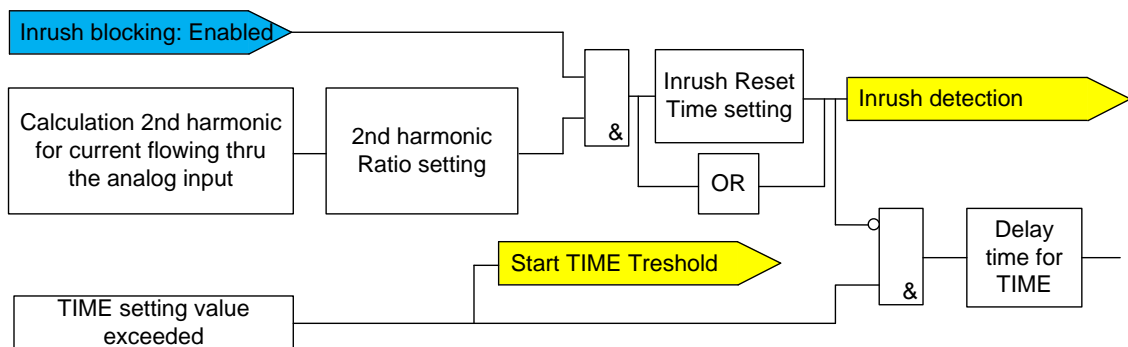 Inrush blocking: Enabled
Calculation 2nd harmonic
for current flowing thru
the analog input
2nd harmonic
Ratio setting
&
Inrush Reset
Time setting
OR
Inrush detection
Start TIME Treshold
TIME setting value
exceeded
&
Delay
time for
TIME